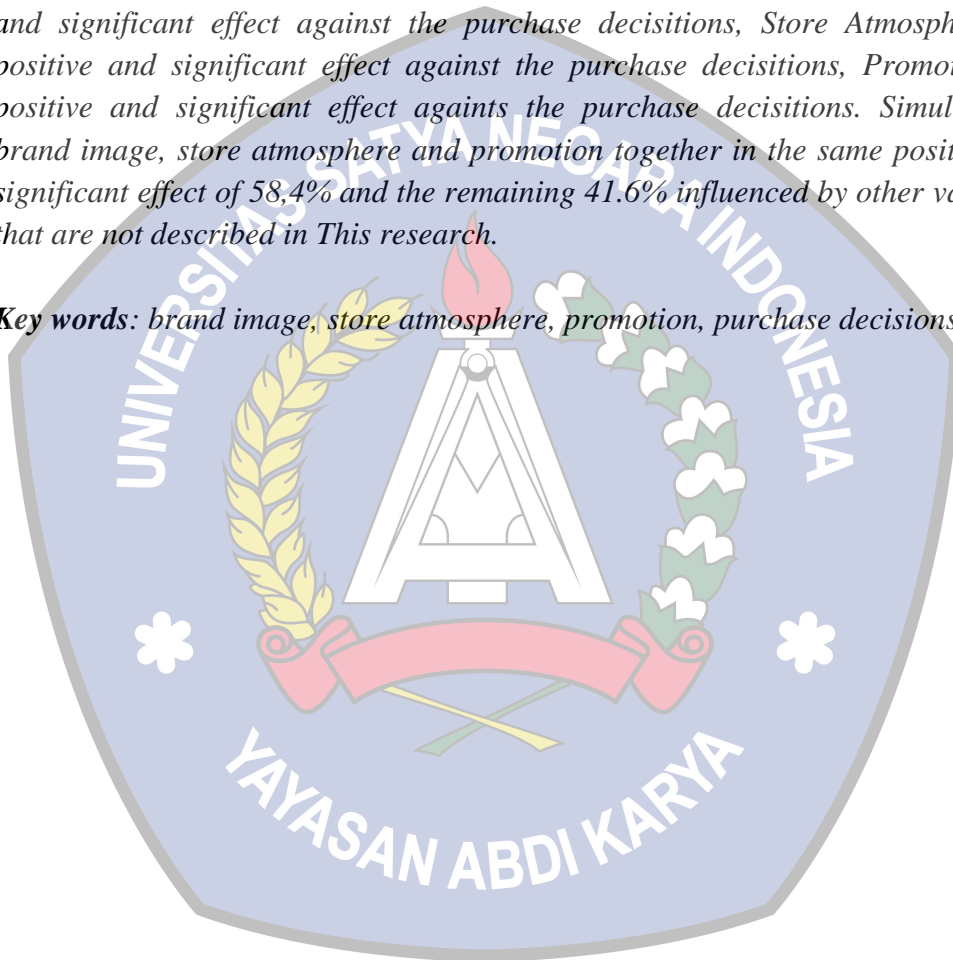 and significant effect against the purchase decisitions, Store Atmosph
positive and significant effect against the purchase decisitions, Promo
positive and significant effect againts the purchase decisitions. Simul
brand image, store atmosphere and promotion together in the same posit
significant effect of 58,4% and the remaining 41.6% influenced by other va
that are not described in This research.
Key words: brand image, store atmosphere, promotion, purchase decisions
UNIVERSITAS SATYA NEGARA INDONESIA
YAYASAN ABDI KARYA